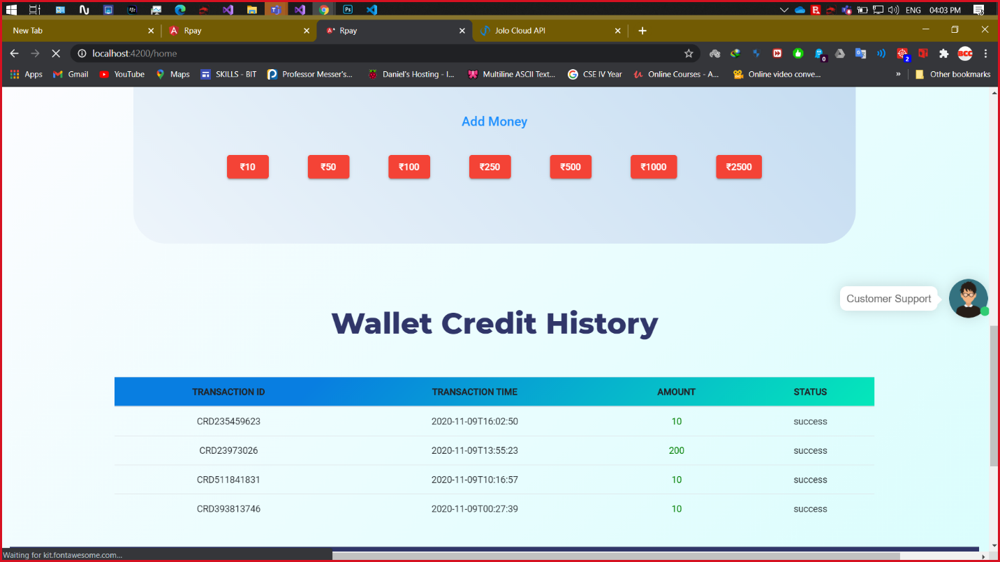 ENG 04:03 PM
New Tab Rpay Rpay Jolo Cloud API
localhost:4200/home
Apps Gmail YouTube Maps SKILLS - BIT Professor Messer's... Daniel's Hosting - I... Multiline ASCII Text... CSE IV Year Online Courses - A... Online video conve... » Other bookmarks
Add Money
₹10 ₹50 ₹100 ₹250 ₹500 ₹1000 ₹2500
Customer Support
Wallet Credit History
TRANSACTION ID TRANSACTION TIME AMOUNT STATUS
CRD235459623 2020-11-09T16:02:50 10 success
CRD23973026 2020-11-09T13:55:23 200 success
CRD511841831 2020-11-09T10:16:57 10 success
CRD393813746 2020-11-09T00:27:39 10 success
Waiting for kit.fontawesome.com...